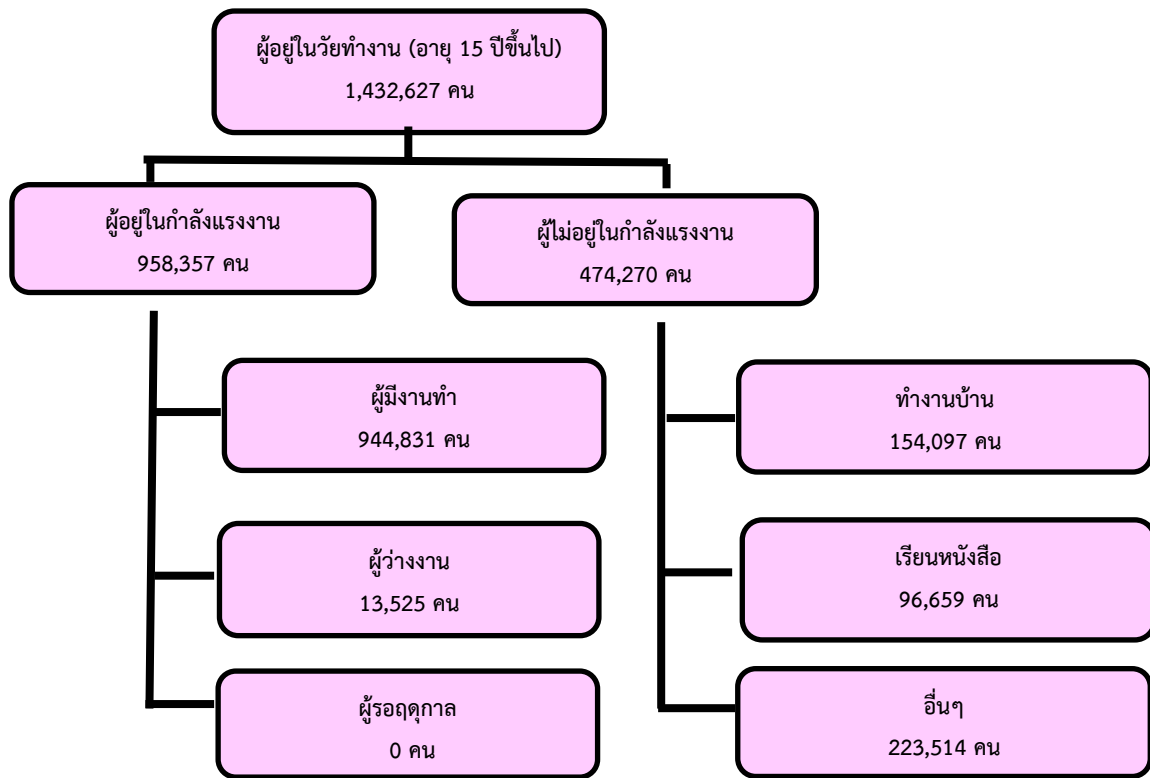 ผู้อยู่ในวัยทำงาน (อายุ 15 ปีขึ้นไป)
1,432,627 คน
ผู้อยู่ในกำลังแรงงาน
958,357 คน
ผู้ไม่อยู่ในกำลังแรงงาน
474,270 คน
ผู้มีงานทำ
944,831 คน
ผู้ว่างงาน
13,525 คน
ผู้รอฤดูกาล
0 คน
ทำงานบ้าน
154,097 คน
เรียนหนังสือ
96,659 คน
อื่นๆ
223,514 คน